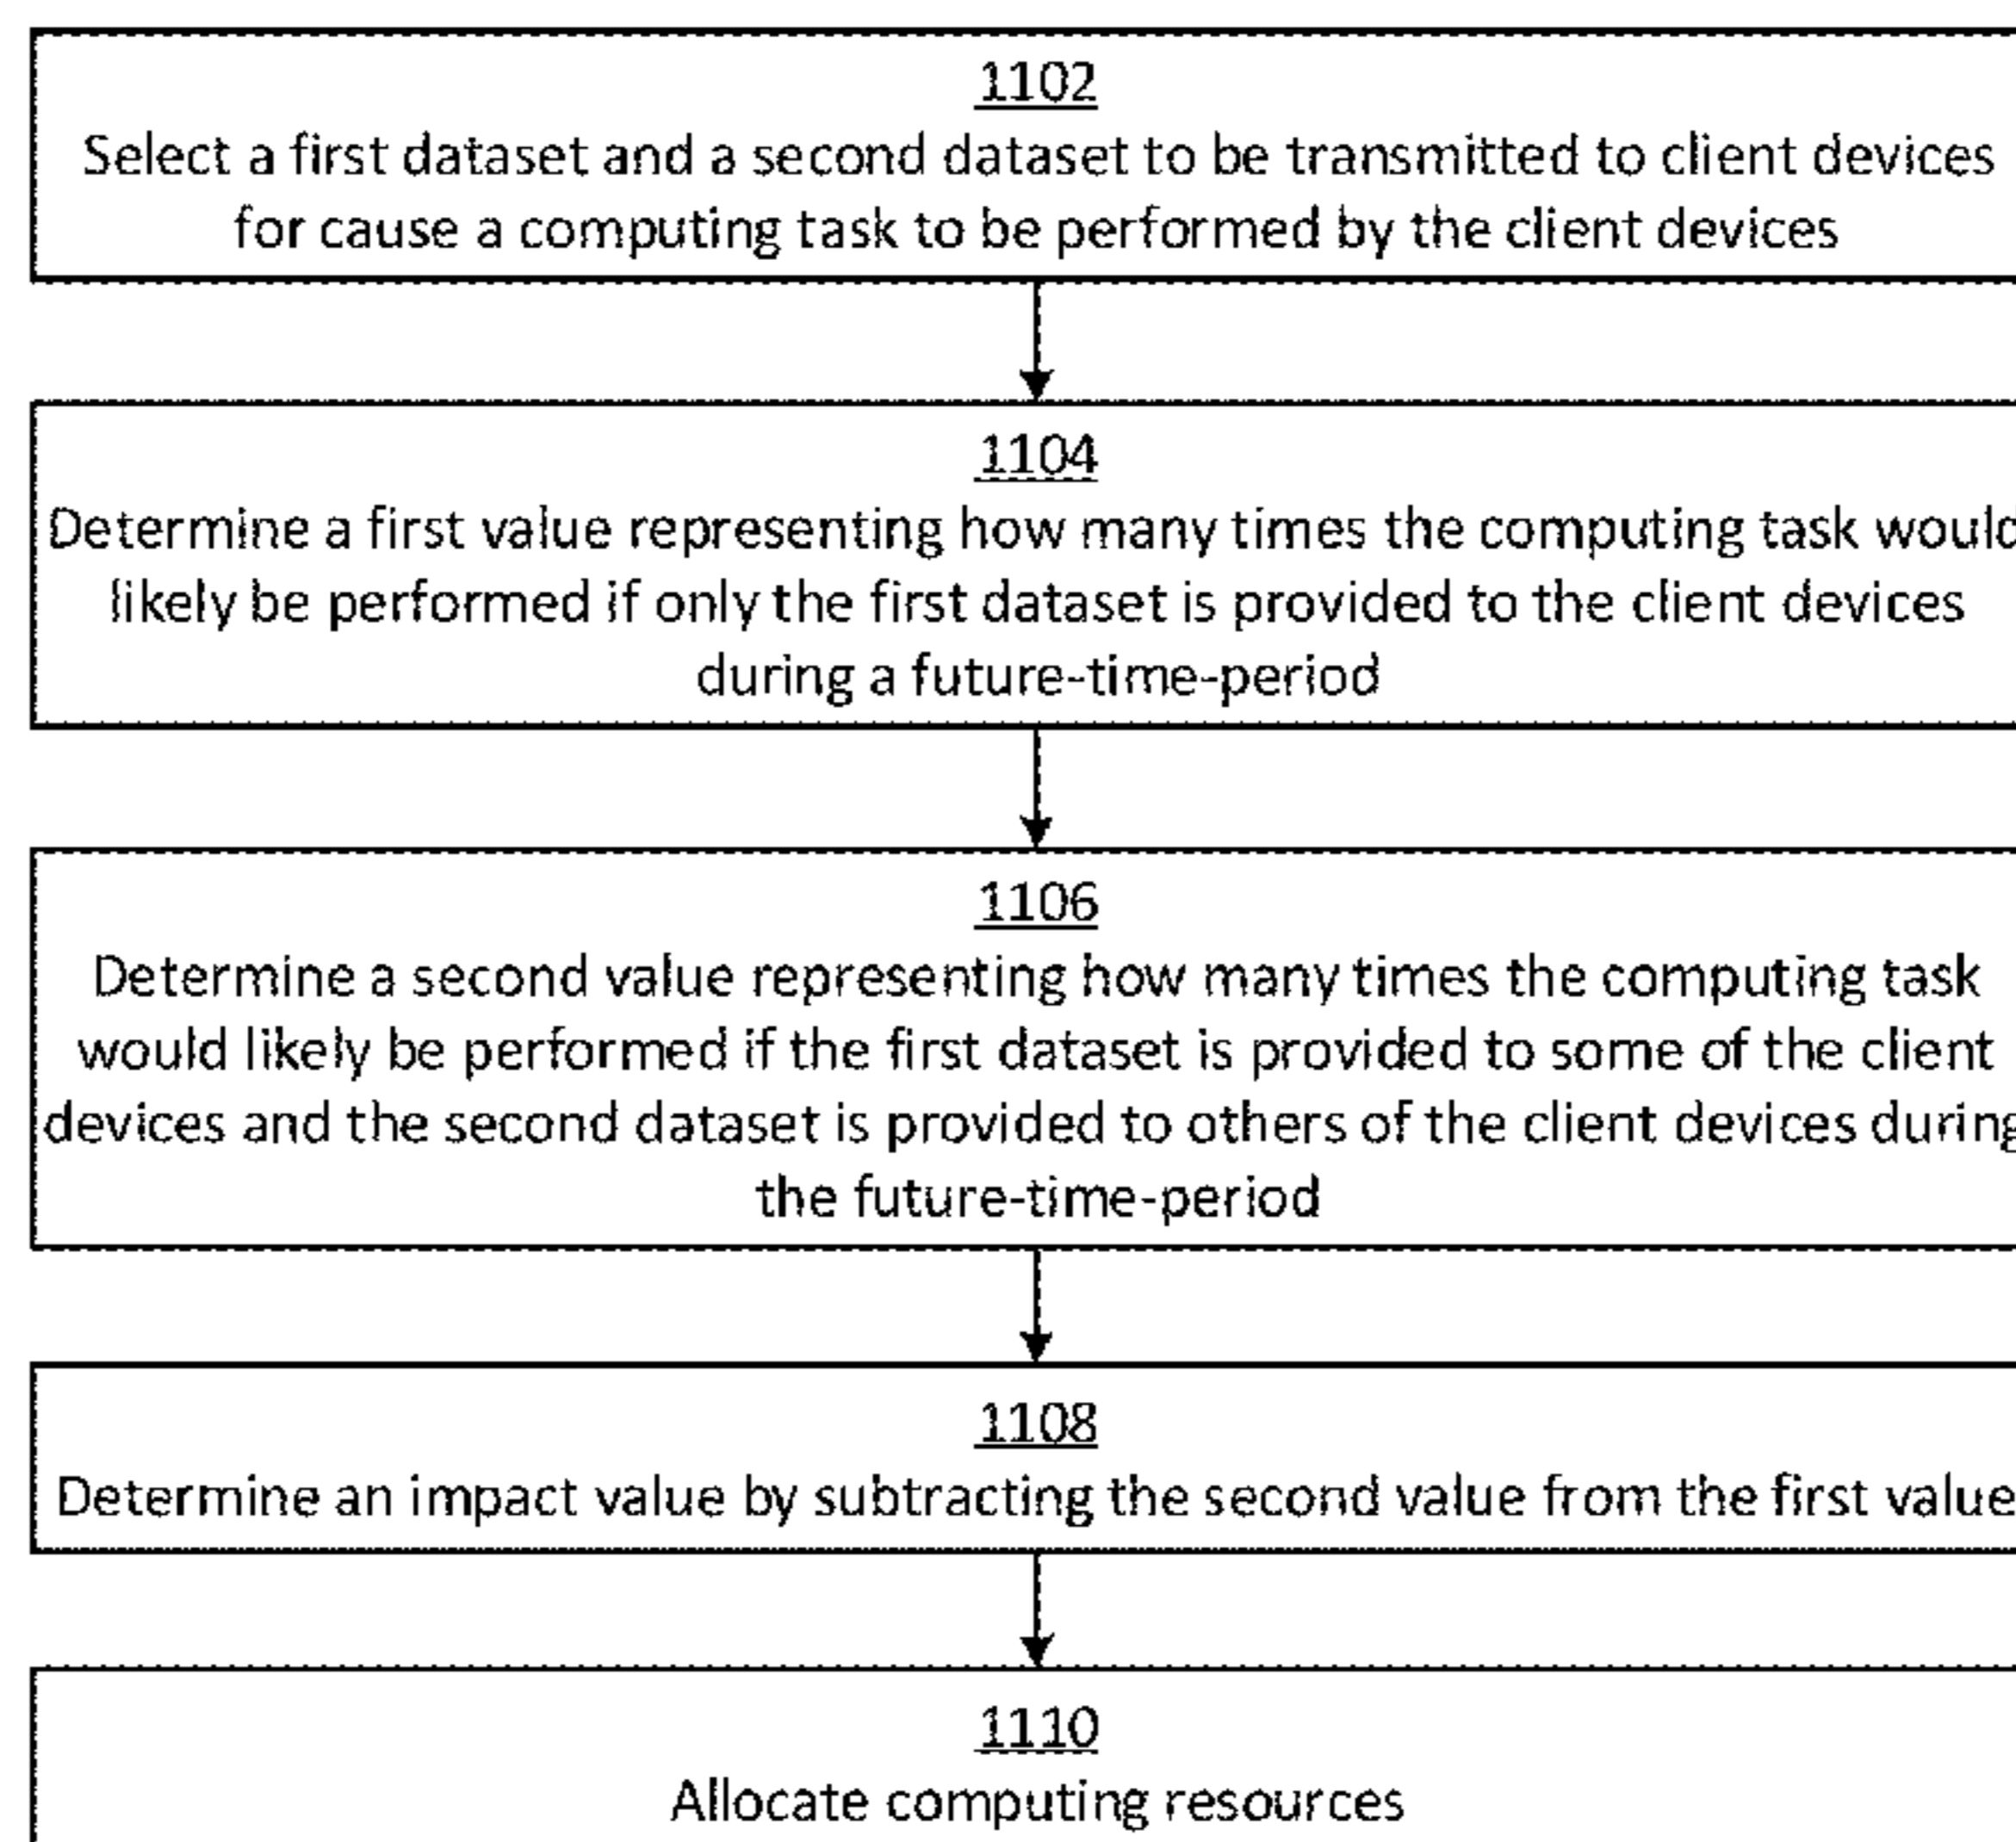 1102
Select a first dataset and a second dataset to be transmitted to client devices
for cause a computing task to be performed by the client devices
1104
Determine a first value representing how many times the computing task would
likely be performed if only the first dataset is provided to the client devices
during a future-time-period
1106
Determine a second value representing how many times the computing task
would likely be performed if the first dataset is provided to some of the client
devices and the second dataset is provided to others of the client devices during
the future-time-period
1108
Determine an impact value by subtracting the second value from the first value
1110
Allocate computing resources